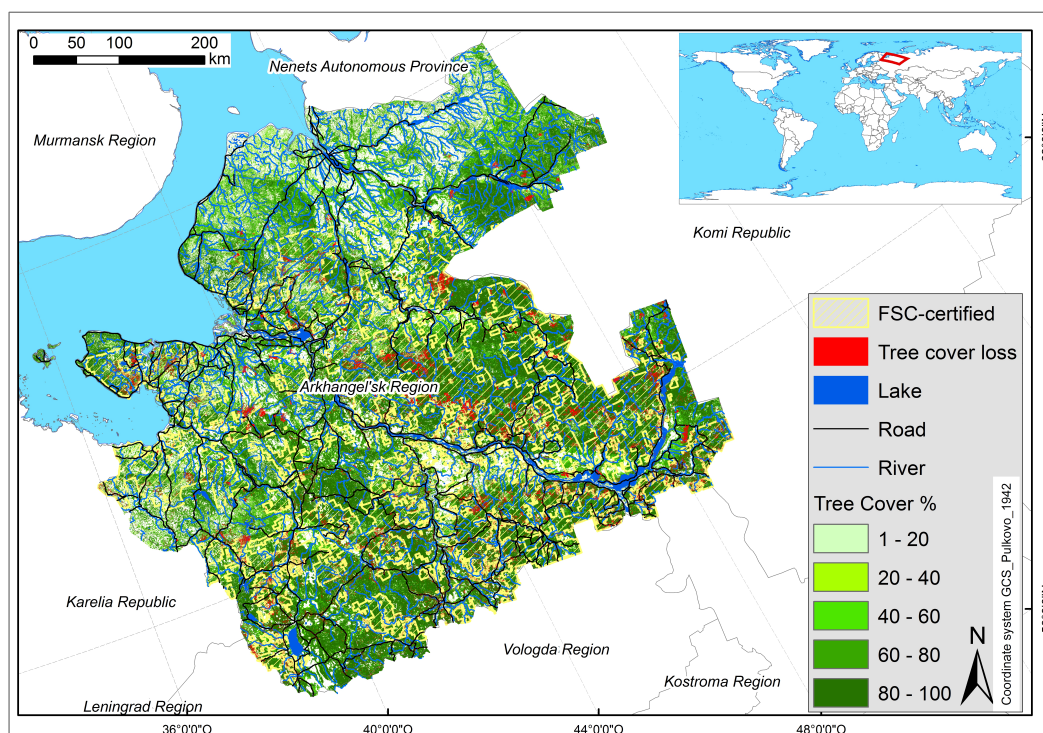 0 50 100 200
km
Nenets Autonomous Province
Murmansk Region
Komi Republic
FSC-certified
Tree cover loss
Lake
Arkhangel'sk Region
Road
River
Tree Cover %
1 - 20
20 - 40
40 - 60
60 - 80
80 - 100
Coordinate system GCS_Pulkovo_1942
N
Karelia Republic
Vologda Region
Kostroma Region
Leningrad Region
36°0'0"O 40°0'0"O 44°0'0"O 48°0'0"O